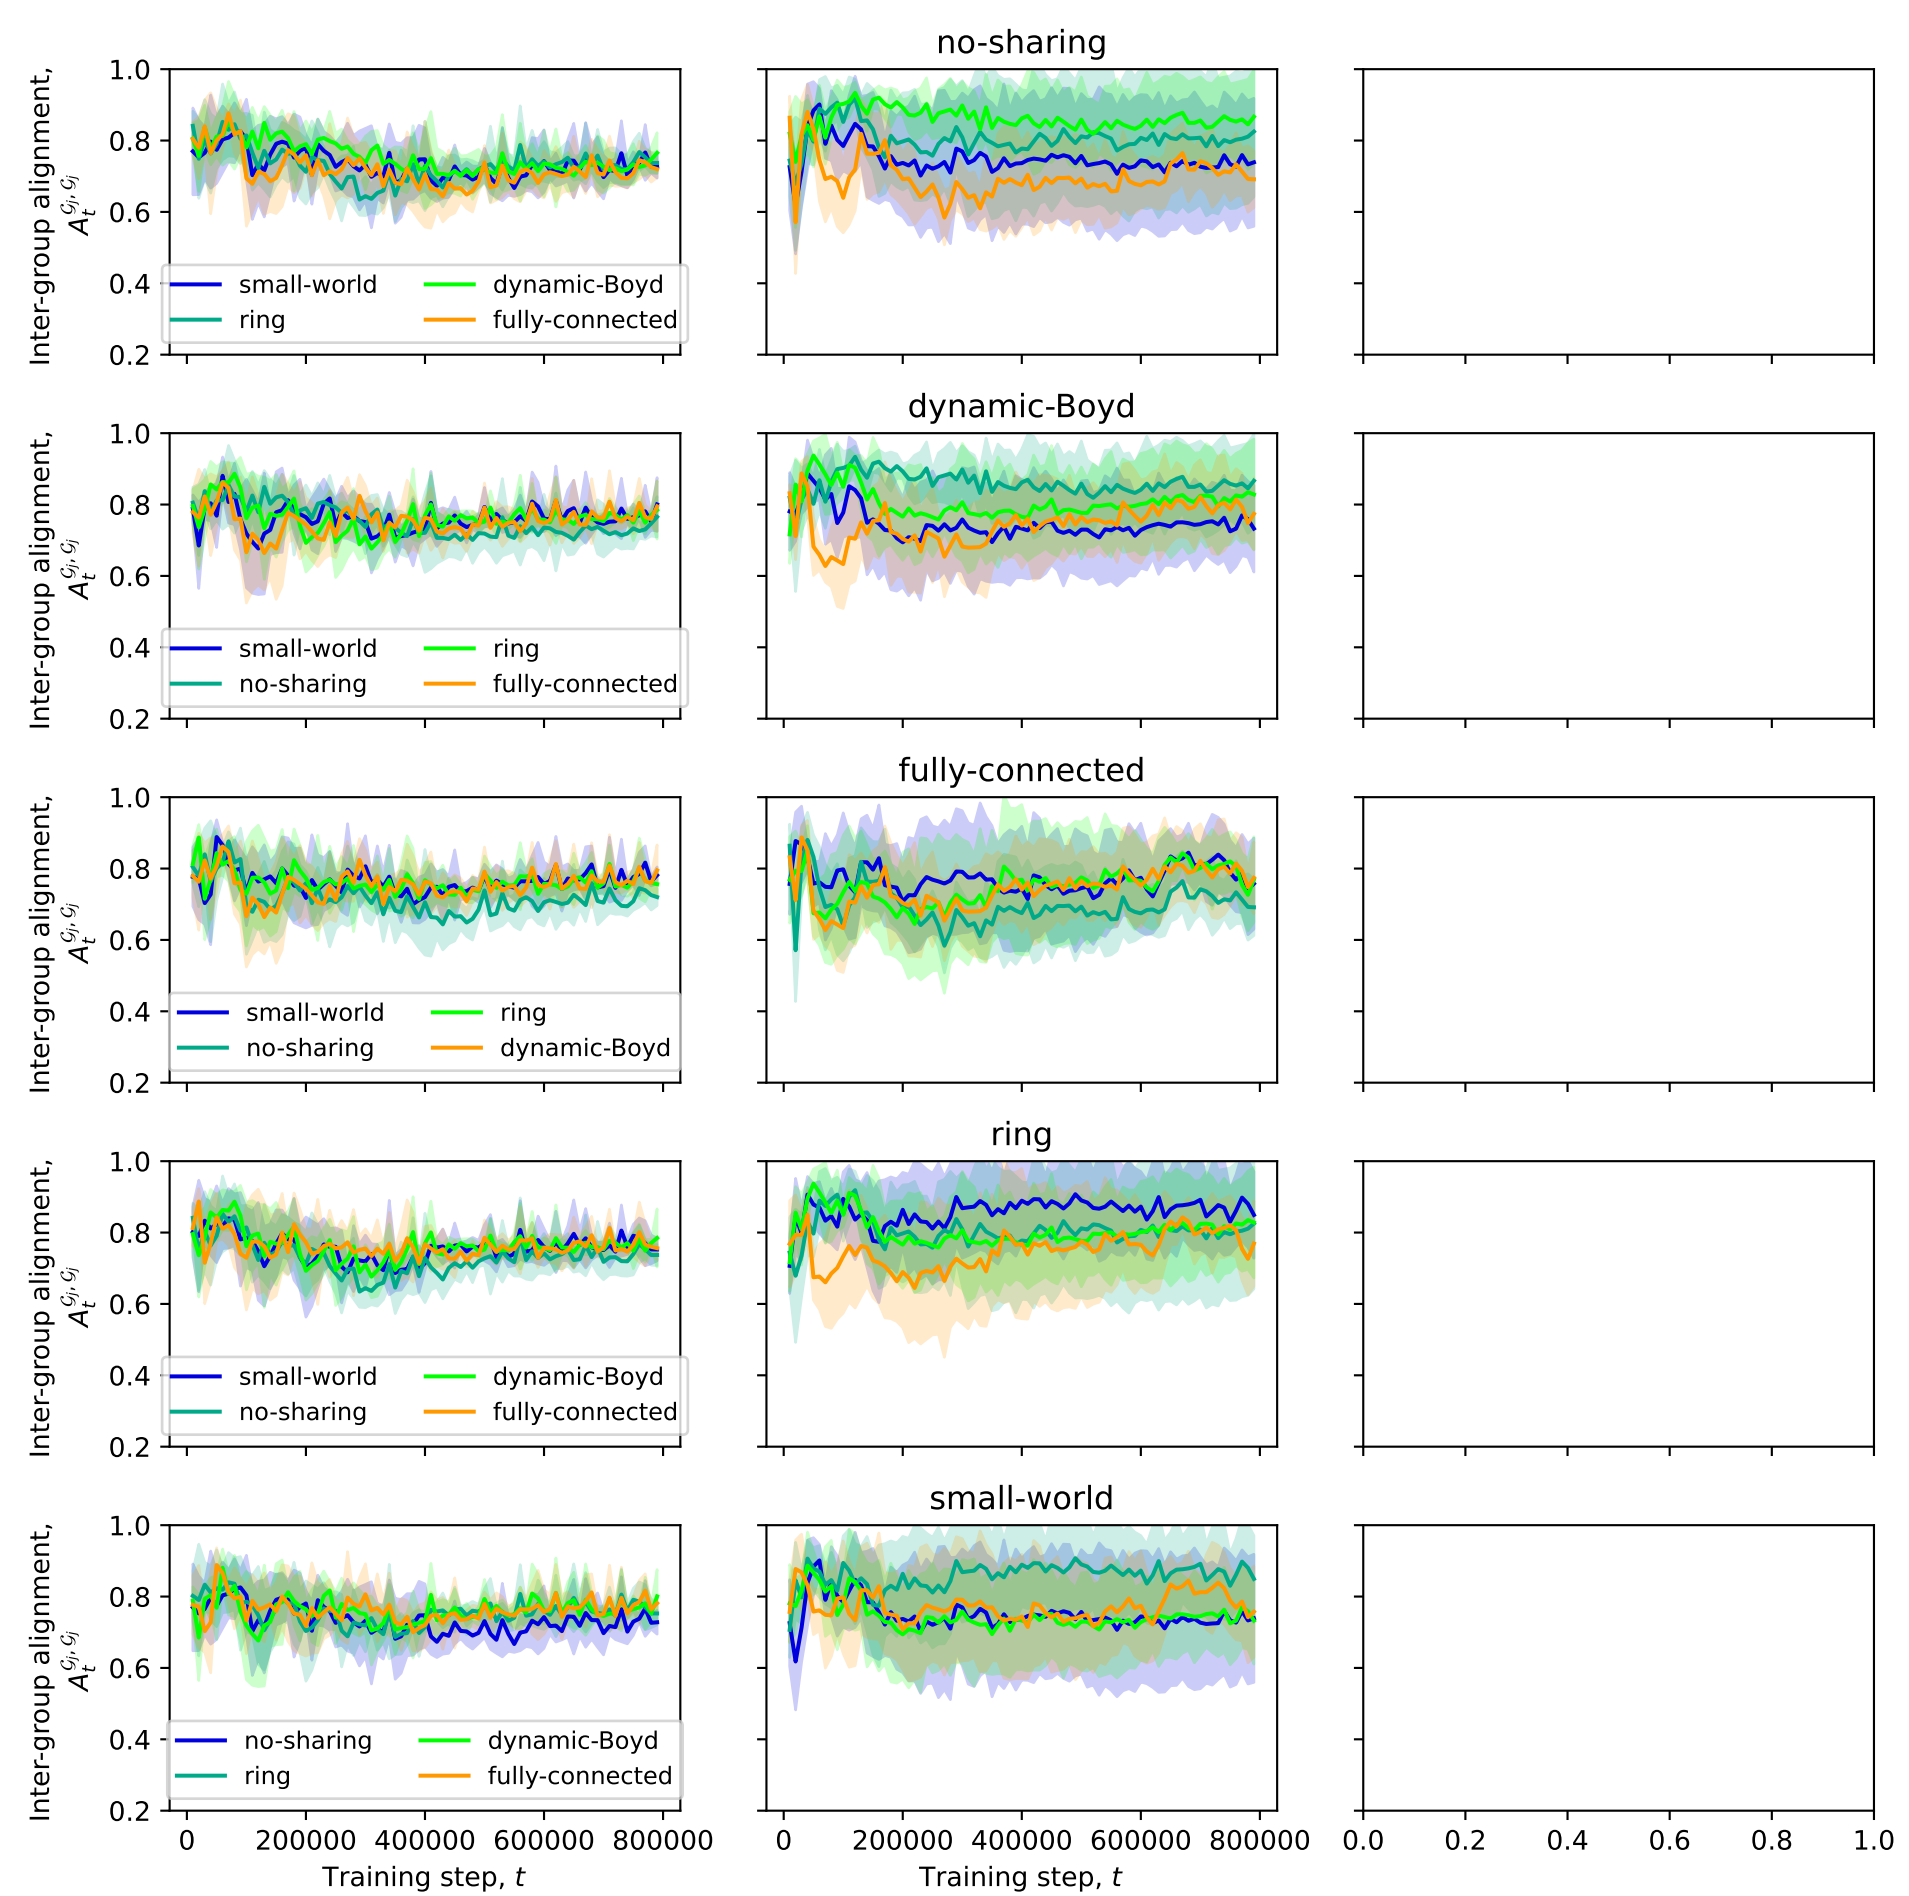 no-sharing
Inter-group alignment,
A_t^{𝒢_j, 𝒢_j}
1.0
0.8
0.6
0.4
0.2
small-world
dynamic-Boyd
ring
fully-connected
dynamic-Boyd
Inter-group alignment,
A_t^{𝒢_j, 𝒢_j}
1.0
0.8
0.6
0.4
0.2
small-world
ring
no-sharing
fully-connected
fully-connected
Inter-group alignment,
A_t^{𝒢_j, 𝒢_j}
1.0
0.8
0.6
0.4
0.2
small-world
ring
no-sharing
dynamic-Boyd
ring
Inter-group alignment,
A_t^{𝒢_j, 𝒢_j}
1.0
0.8
0.6
0.4
0.2
small-world
dynamic-Boyd
no-sharing
fully-connected
small-world
Inter-group alignment,
A_t^{𝒢_j, 𝒢_j}
1.0
0.8
0.6
0.4
0.2
no-sharing
dynamic-Boyd
ring
fully-connected
0 200000 400000 600000 800000
Training step, t
0 200000 400000 600000 800000
Training step, t
0.0 0.2 0.4 0.6 0.8 1.0